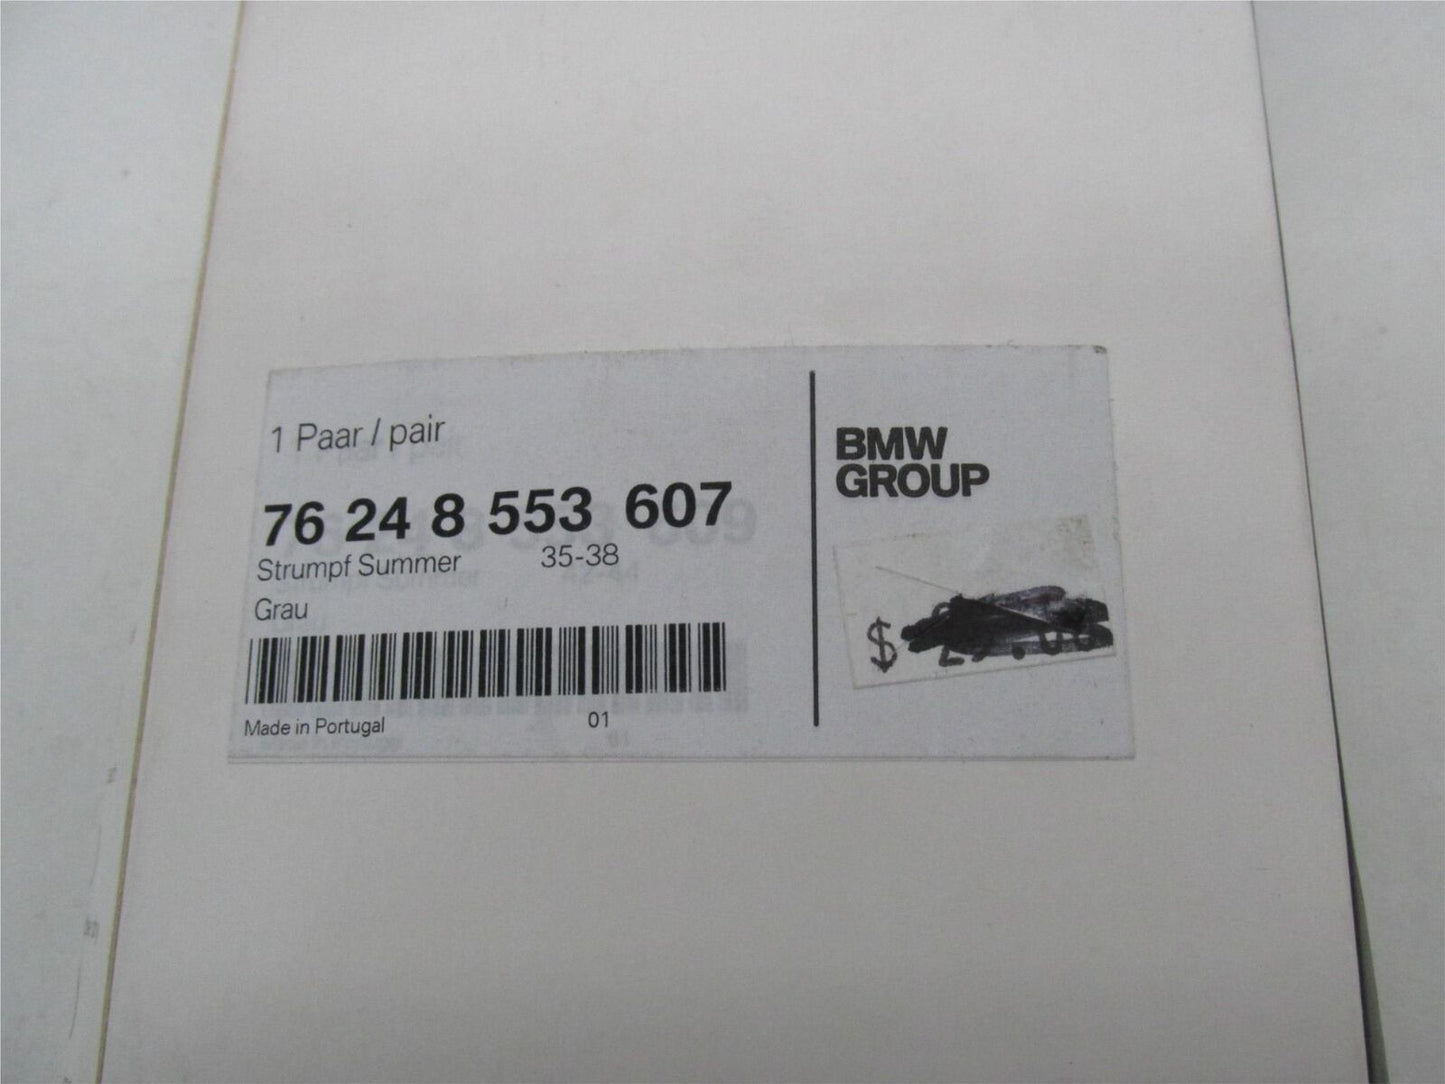 1 Paar / pair
76 24 8 553 607
Strumpf Summer 35-38
Grau
Made in Portugal 01
BMW
GROUP
$